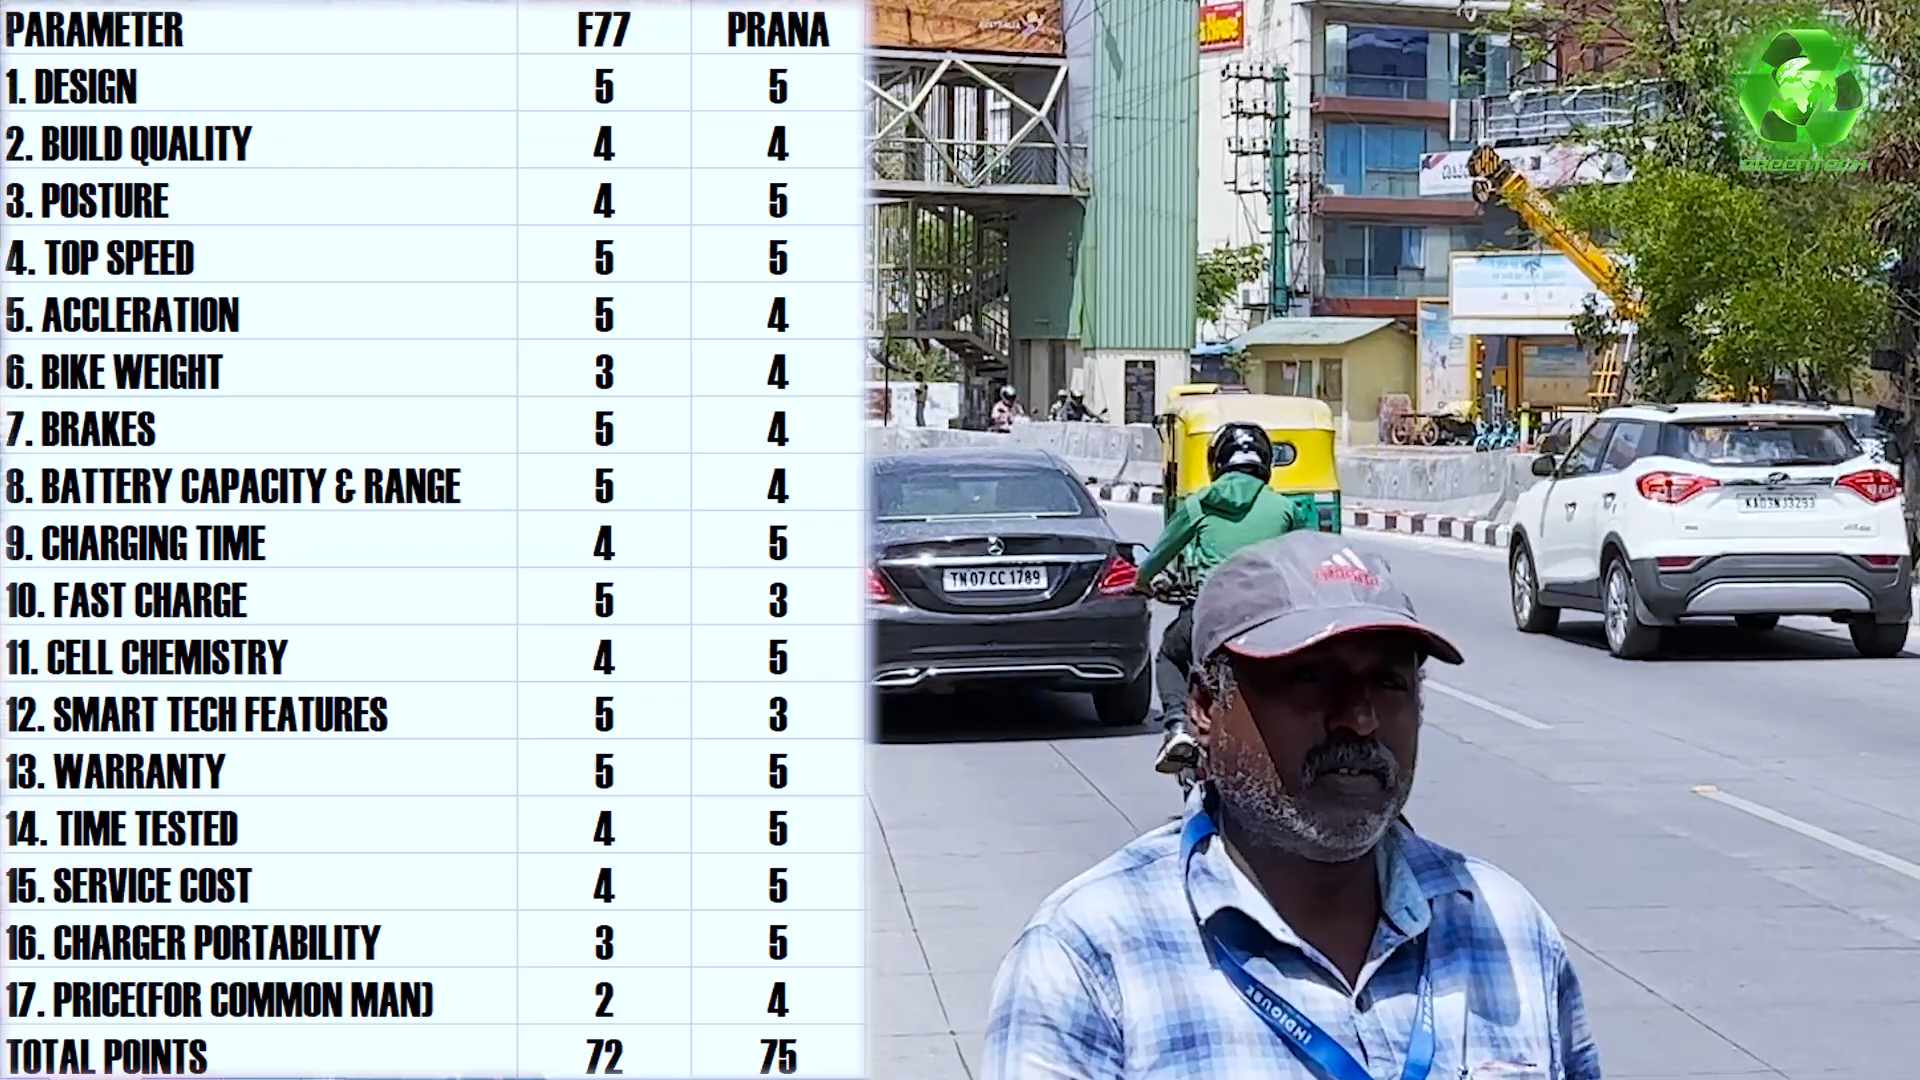 PARAMETER F77 PRANA
1. DESIGN 5 5
2. BUILD QUALITY 4 4
3. POSTURE 4 5
4. TOP SPEED 5 5
5. ACCLERATION 5 4
6. BIKE WEIGHT 3 4
7. BRAKES 5 4
8. BATTERY CAPACITY & RANGE 5 4
9. CHARGING TIME 4 5
10. FAST CHARGE 5 3
11. CELL CHEMISTRY 4 5
12. SMART TECH FEATURES 5 3
13. WARRANTY 5 5
14. TIME TESTED 4 5
15. SERVICE COST 4 5
16. CHARGER PORTABILITY 3 5
17. PRICE(FOR COMMON MAN) 2 4
TOTAL POINTS 72 75
AUSTRALIA
House
GREENTECH
KA03NJ3293
TN 07 CC 1789
INDIQUBE